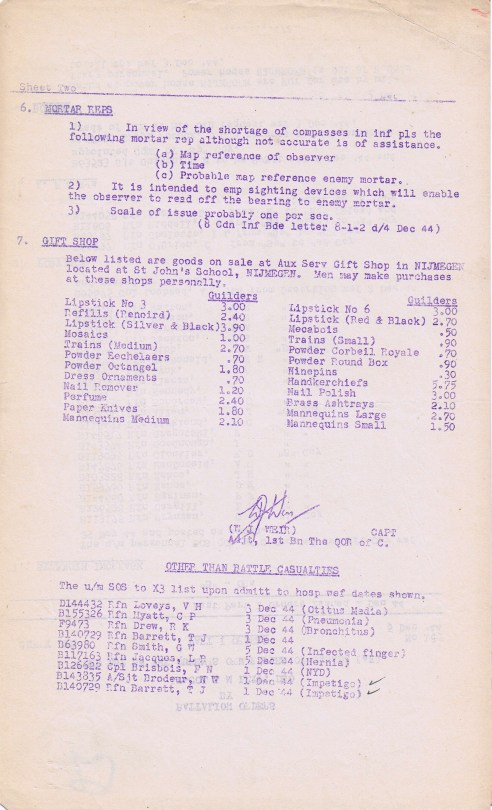 Sheet Two
6. MORTAR REPS
1) In view of the shortage of compasses in inf pls the
following mortar rep although not accurate is of assistance.
(a) Map reference of observer
(b) Time
(c) Probable map reference enemy mortar.
2) It is intended to emp sighting devices which will enable
the observer to read off the bearing to enemy mortar.
3) Scale of issue probably one per sec.
(8 Cdn Inf Bde letter 8-1-2 d/4 Dec 44)
7. GIFT SHOP
Below listed are goods on sale at Aux Serv Gift Shop in NIJMEGEN
located at St John's School, NIJMEGEN. Men may make purchases
at these shops personally.
Guilders
Lipstick No 3 3.00
Refills (Renoird) 2.40
Lipstick (Silver & Black) 3.90
Mosaics 1.00
Trains (Medium) 2.70
Powder Eechelaers .70
Powder Octangel 1.80
Dress Ornaments .70
Nail Remover 1.20
Perfume 2.40
Paper Knives 1.80
Mannequins Medium 2.10
Guilders
Lipstick No 6 3.00
Lipstick (Red & Black) 2.70
Mecebois .50
Trains (Small) .90
Powder Corbeil Royale .70
Powder Round Box .90
Ninepins .30
Handkerchiefs 5.75
Nail Polish 3.00
Brass Ashtrays 2.10
Mannequins Large 2.70
Mannequins Small 1.50
(E J WEIR) CAPT
Adjt, 1st Bn The QOR of C.
OTHER THAN BATTLE CASUALTIES
The u/m SOS to X3 list upon admitt to hosp wef dates shown.
D144432 Rfn Loveys, V H 3 Dec 44 (Otitus Media)
B155326 Rfn Hyatt, C P 3 Dec 44 (Pneumonia)
F9473 Rfn Drew, R K 3 Dec 44 (Bronchitus)
D140729 Rfn Barrett, T J 1 Dec 44
D63980 Rfn Smith, G W 5 Dec 44 (Infected finger)
B117163 Rfn Jacques, L R 5 Dec 44 (Hernia)
B126622 Cpl Brisbois, F N 1 Dec 44 (NYD)
B143835 A/Sjt Brodeur, N W 1 Dec 44 (Impetigo)
D140729 Rfn Barrett, T J 1 Dec 44 (Impetigo)